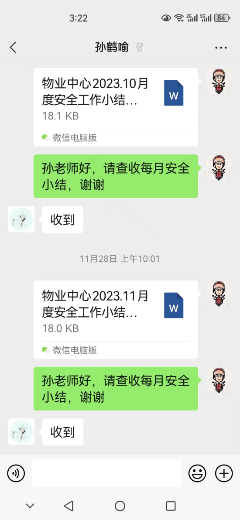 3:22
84
孙鹤喻
物业中心2023.10月
度安全工作小结...
18.1 KB
W
微信电脑版
孙老师好，请查收每月安全
小结，谢谢
收到
11月28日 上午10:01
物业中心2023.11月
度安全工作小结...
18.0 KB
W
微信电脑版
孙老师好，请查收每月安全
小结，谢谢
收到